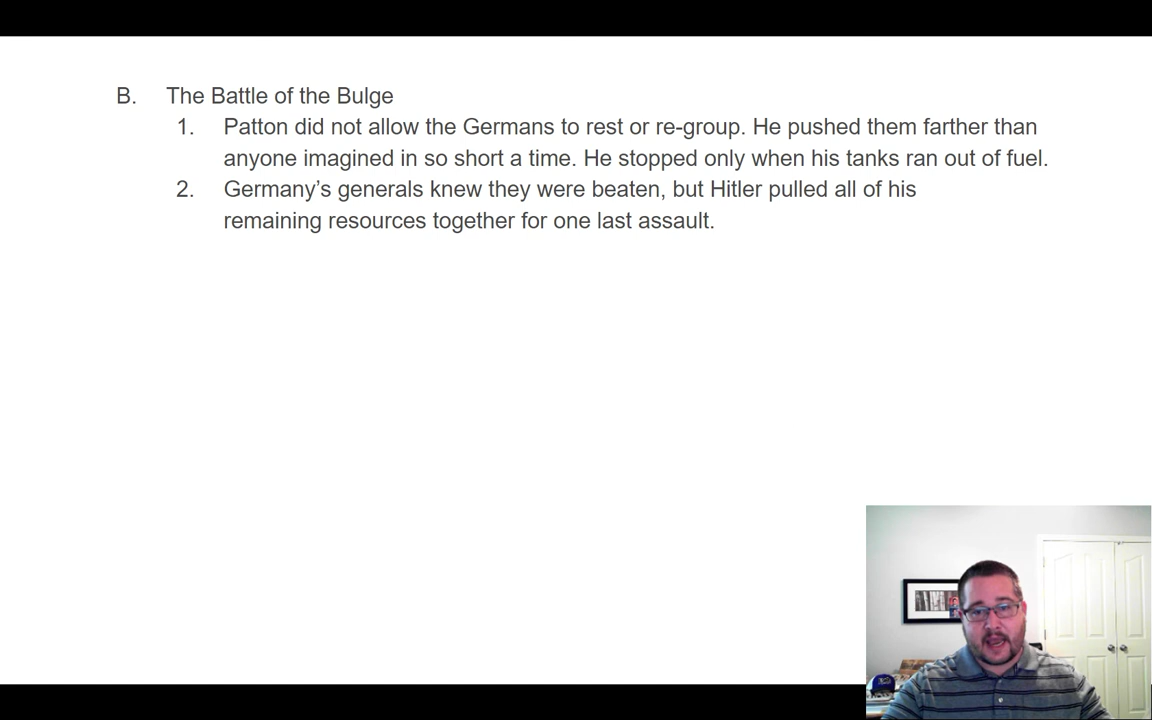 B. The Battle of the Bulge
1. Patton did not allow the Germans to rest or re-group. He pushed them farther than
anyone imagined in so short a time. He stopped only when his tanks ran out of fuel.
2. Germany’s generals knew they were beaten, but Hitler pulled all of his
remaining resources together for one last assault.